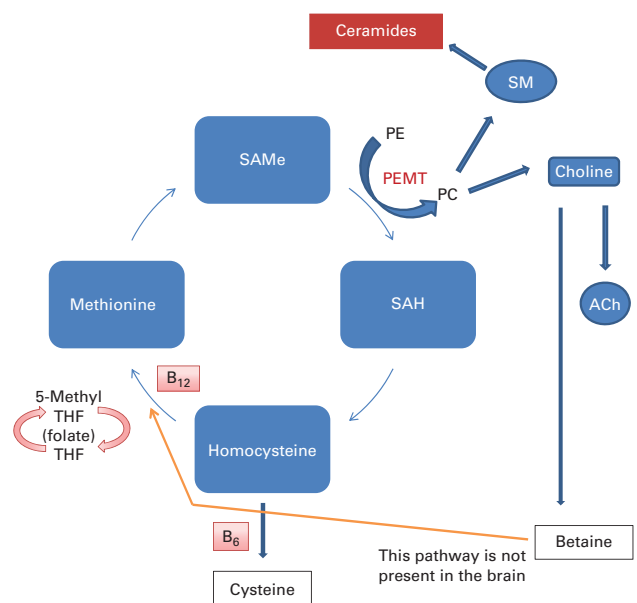 Ceramides
SM
PE
SAMe
PEMT
PC
Choline
Methionine
SAH
ACh
B12
5-Methyl
THF
(folate)
THF
Homocysteine
B6
Betaine
This pathway is not
present in the brain
Cysteine